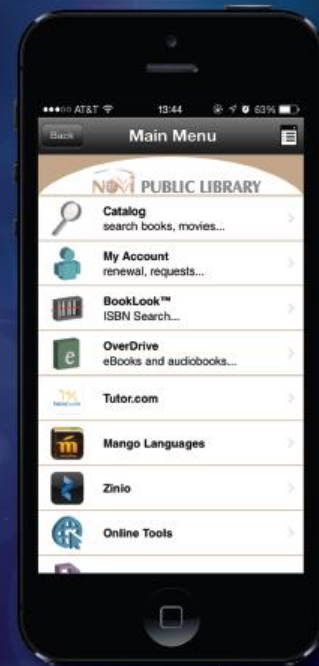 AT&T 13:44 63%
Back Main Menu
NOVI PUBLIC LIBRARY
Catalog
search books, movies...
My Account
renewal, requests...
BookLook™
ISBN Search...
OverDrive
eBooks and audiobooks...
e
Tutor.com
m
Mango Languages
Zinio
Online Tools